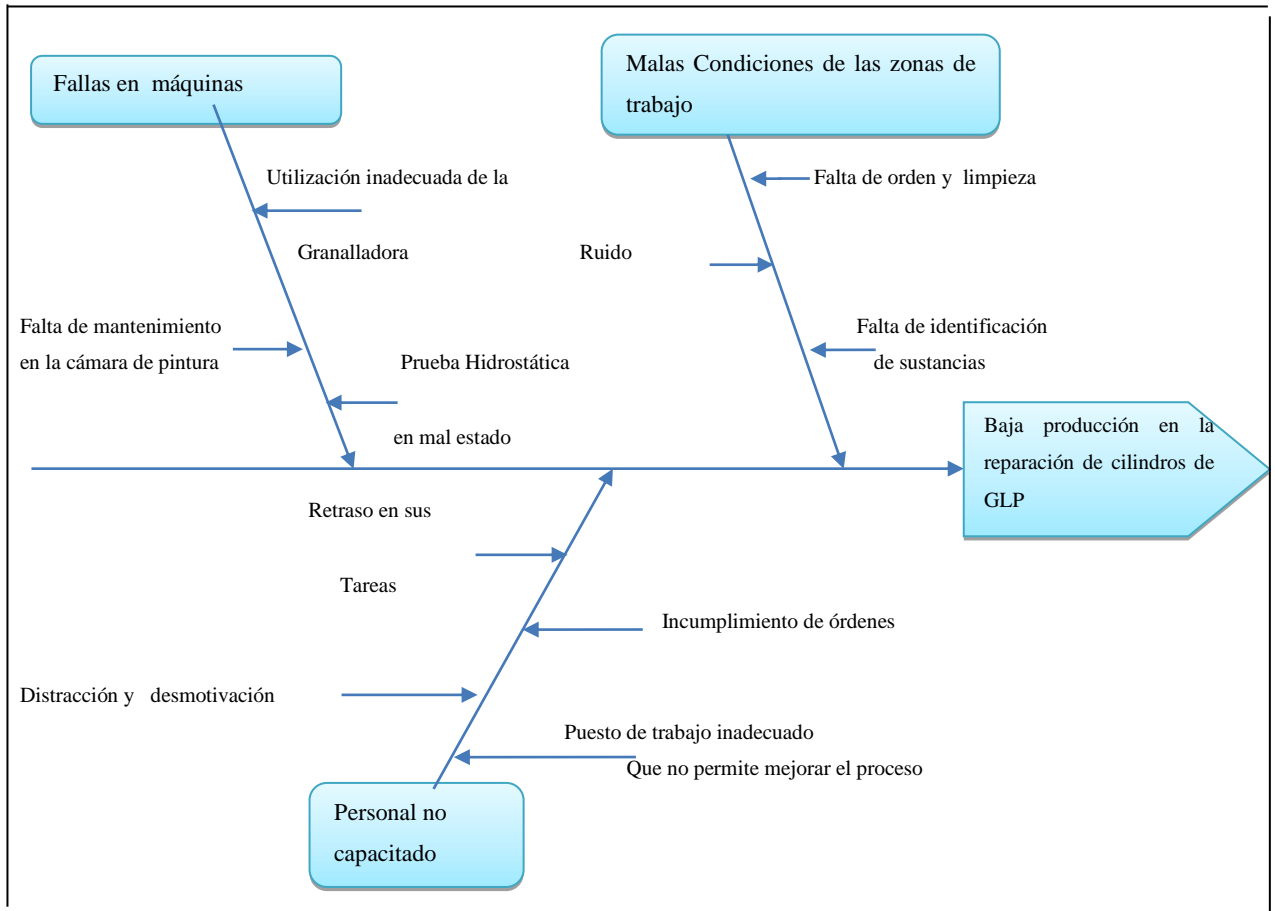 Fallas en máquinas
Malas Condiciones de las zonas de
trabajo
Utilización inadecuada de la
Granalladora
Falta de mantenimiento
en la cámara de pintura
Prueba Hidrostática
en mal estado
Falta de orden y limpieza
Ruido
Falta de identificación
de sustancias
Baja producción en la
reparación de cilindros de
GLP
Retraso en sus
Tareas
Incumplimiento de órdenes
Distracción y desmotivación
Puesto de trabajo inadecuado
Que no permite mejorar el proceso
Personal no
capacitado